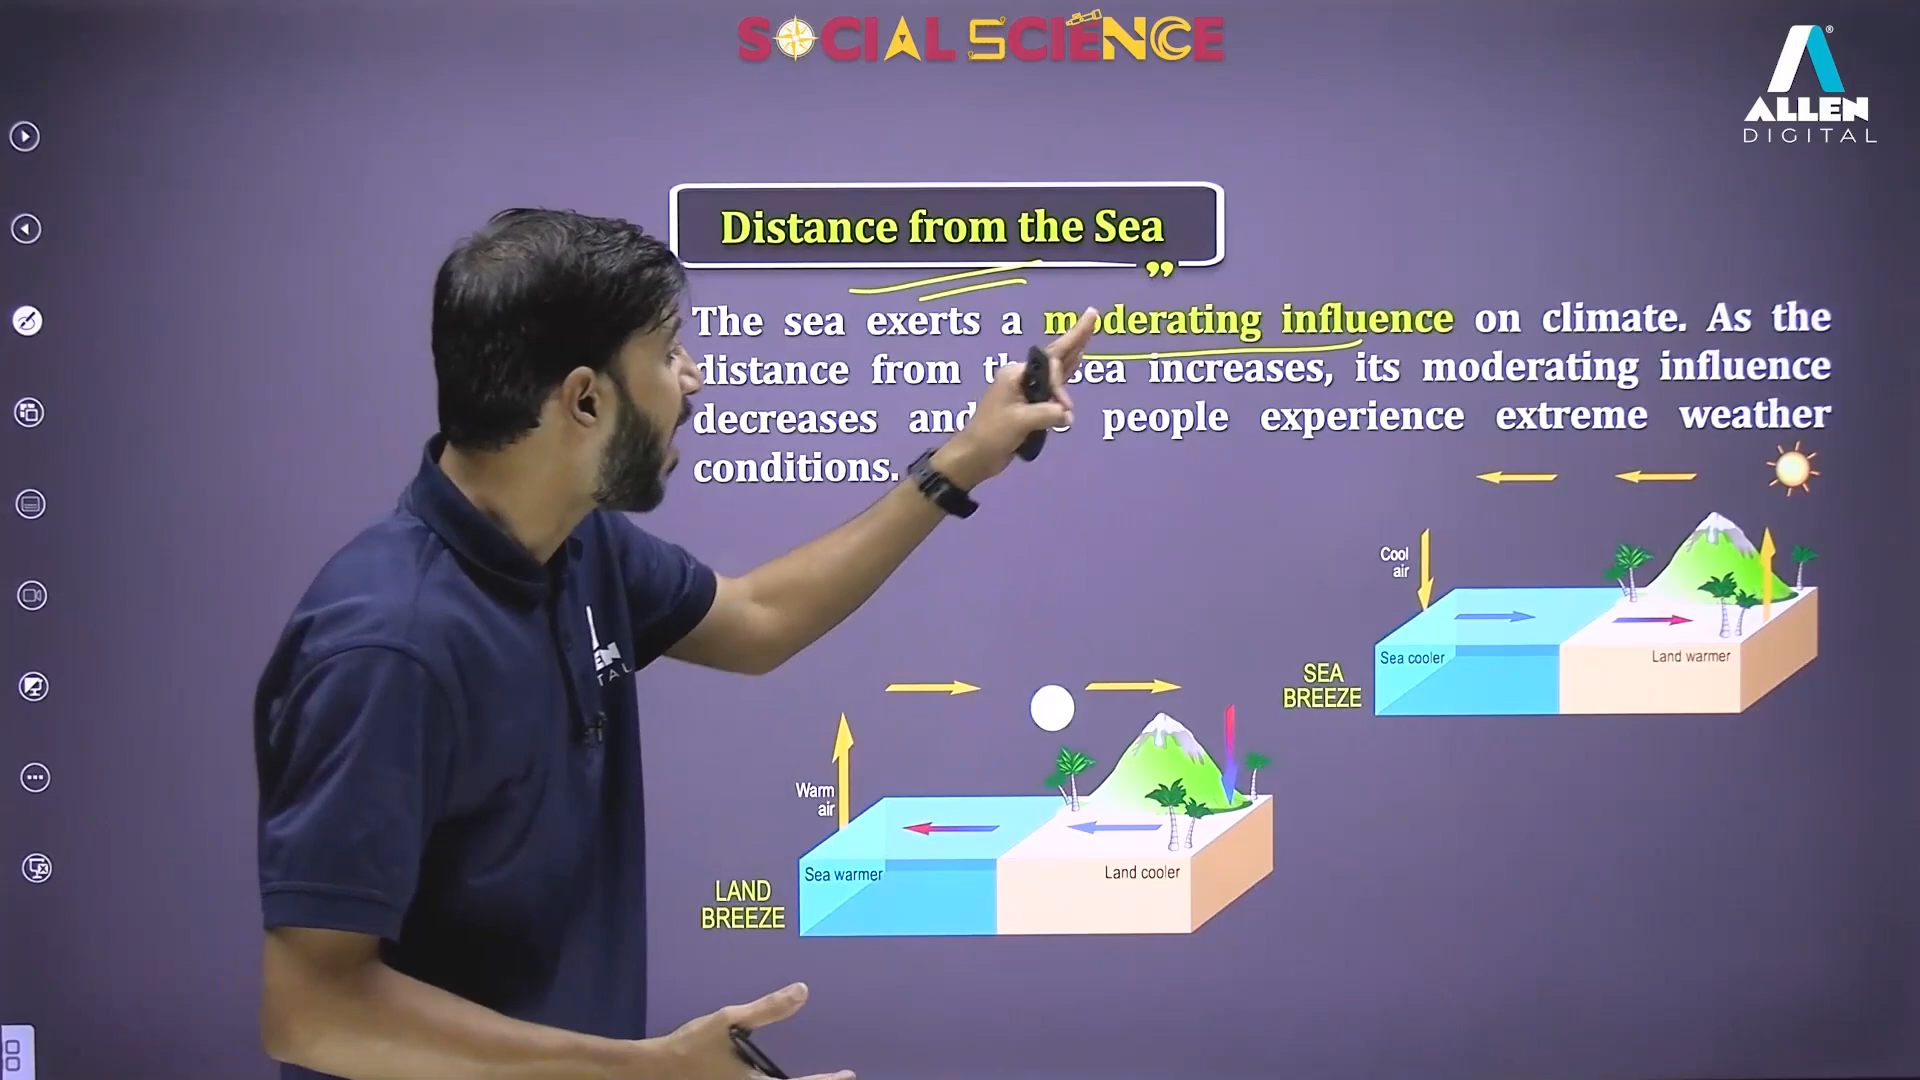 SOCIAL SCIENCE
ALLEN
DIGITAL
Distance from the Sea
The sea exerts a moderating influence on climate. As the
distance from sea increases, its moderating influence
decreases and people experience extreme weather
conditions.
Cool
air
Sea cooler
Land warmer
SEA
BREEZE
Warm
air
Sea warmer
Land cooler
LAND
BREEZE